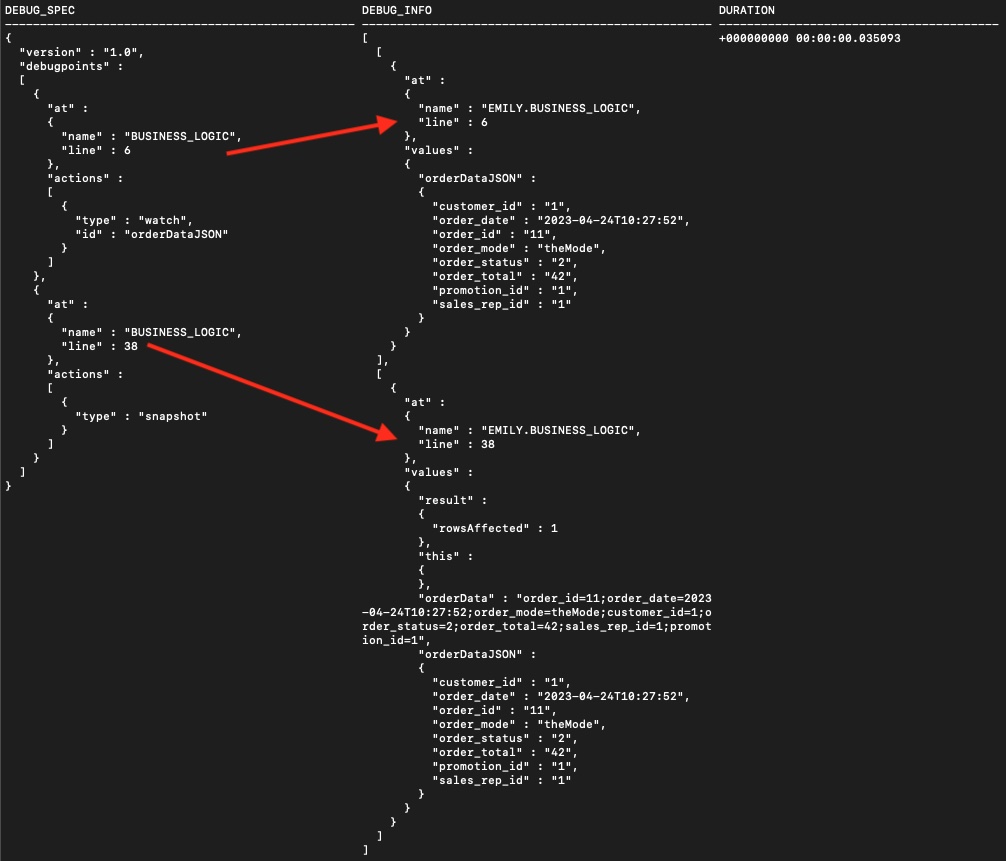 DEBUG_SPEC
{
  "version" : "1.0",
  "debugpoints" :
  [
    {
      "at" :
      {
        "name" : "BUSINESS_LOGIC",
        "line" : 6
      },
      "actions" :
      [
        {
          "type" : "watch",
          "id" : "orderDataJSON"
        }
      ]
    },
    {
      "at" :
      {
        "name" : "BUSINESS_LOGIC",
        "line" : 38
      },
      "actions" :
      [
        {
          "type" : "snapshot"
        }
      ]
    }
  ]
}
DEBUG_INFO
[
  [
    {
      "at" :
      {
        "name" : "EMILY.BUSINESS_LOGIC",
        "line" : 6
      },
      "values" :
      {
        "orderDataJSON" :
        {
          "customer_id" : "1",
          "order_date" : "2023-04-24T10:27:52",
          "order_id" : "11",
          "order_mode" : "theMode",
          "order_status" : "2",
          "order_total" : "42",
          "promotion_id" : "1",
          "sales_rep_id" : "1"
        }
      }
    }
  ],
  [
    {
      "at" :
      {
        "name" : "EMILY.BUSINESS_LOGIC",
        "line" : 38
      },
      "values" :
      {
        "result" :
        {
          "rowsAffected" : 1
        },
        "this" :
        {
        },
        "orderData" : "order_id=11;order_date=2023
-04-24T10:27:52;order_mode=theMode;customer_id=1;o
rder_status=2;order_total=42;sales_rep_id=1;promot
ion_id=1",
        "orderDataJSON" :
        {
          "customer_id" : "1",
          "order_date" : "2023-04-24T10:27:52",
          "order_id" : "11",
          "order_mode" : "theMode",
          "order_status" : "2",
          "order_total" : "42",
          "promotion_id" : "1",
          "sales_rep_id" : "1"
        }
      }
    }
  ]
]
DURATION
+000000000 00:00:00.035093